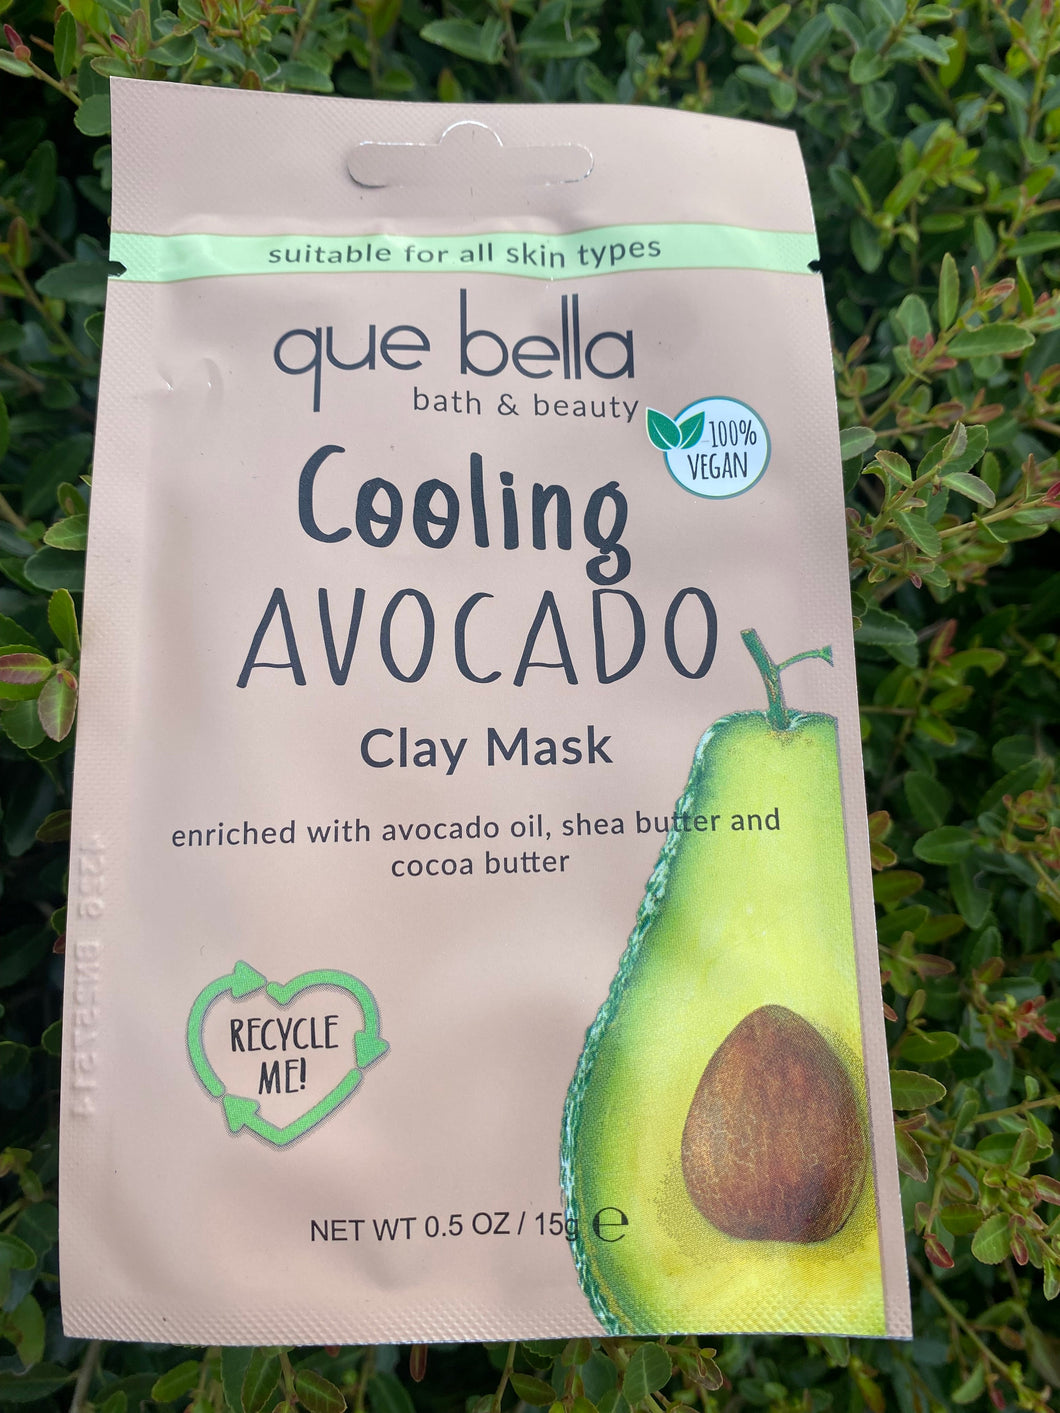 suitable for all skin types
que bella
bath & beauty
100%
VEGAN
Cooling
AVOCADO
Clay Mask
enriched with avocado oil, shea butter and
cocoa butter
RECYCLE
ME!
NET WT 0.5 OZ / 15g ℮